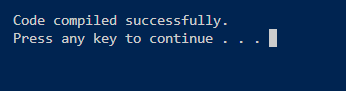 Code compiled successfully.
Press any key to continue . . .